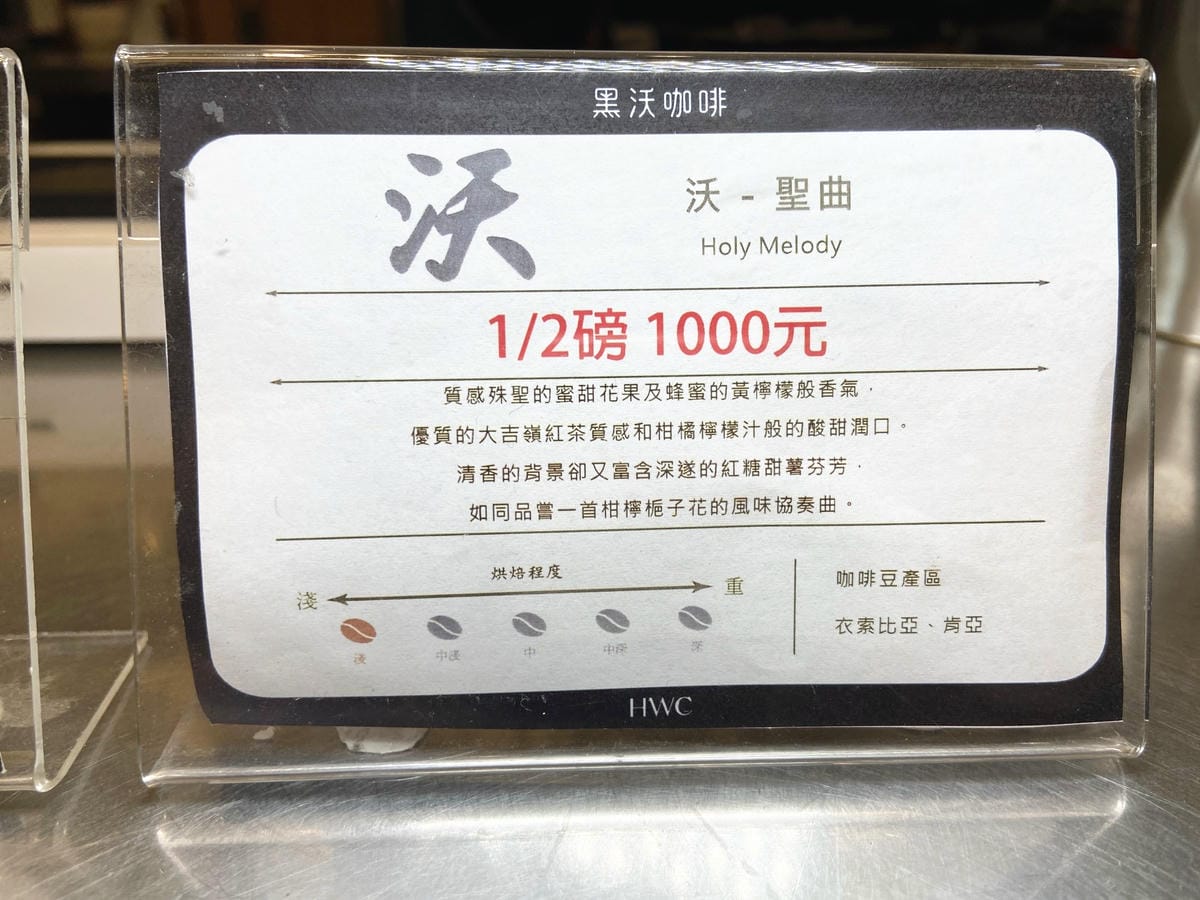 黑沃咖啡
沃
沃 - 聖曲
Holy Melody
1/2磅 1000元
質感殊聖的蜜甜花果及蜂蜜的黃檸檬般香氣，
優質的大吉嶺紅茶質感和柑橘檸檬汁般的酸甜潤口。
清香的背景卻又富含深遂的紅糖甜薯芬芳，
如同品嘗一首柑檸梔子花的風味協奏曲。
烘焙程度
淺 重
淺 中淺 中 中深 深
咖啡豆產區
衣索比亞、肯亞
HWC